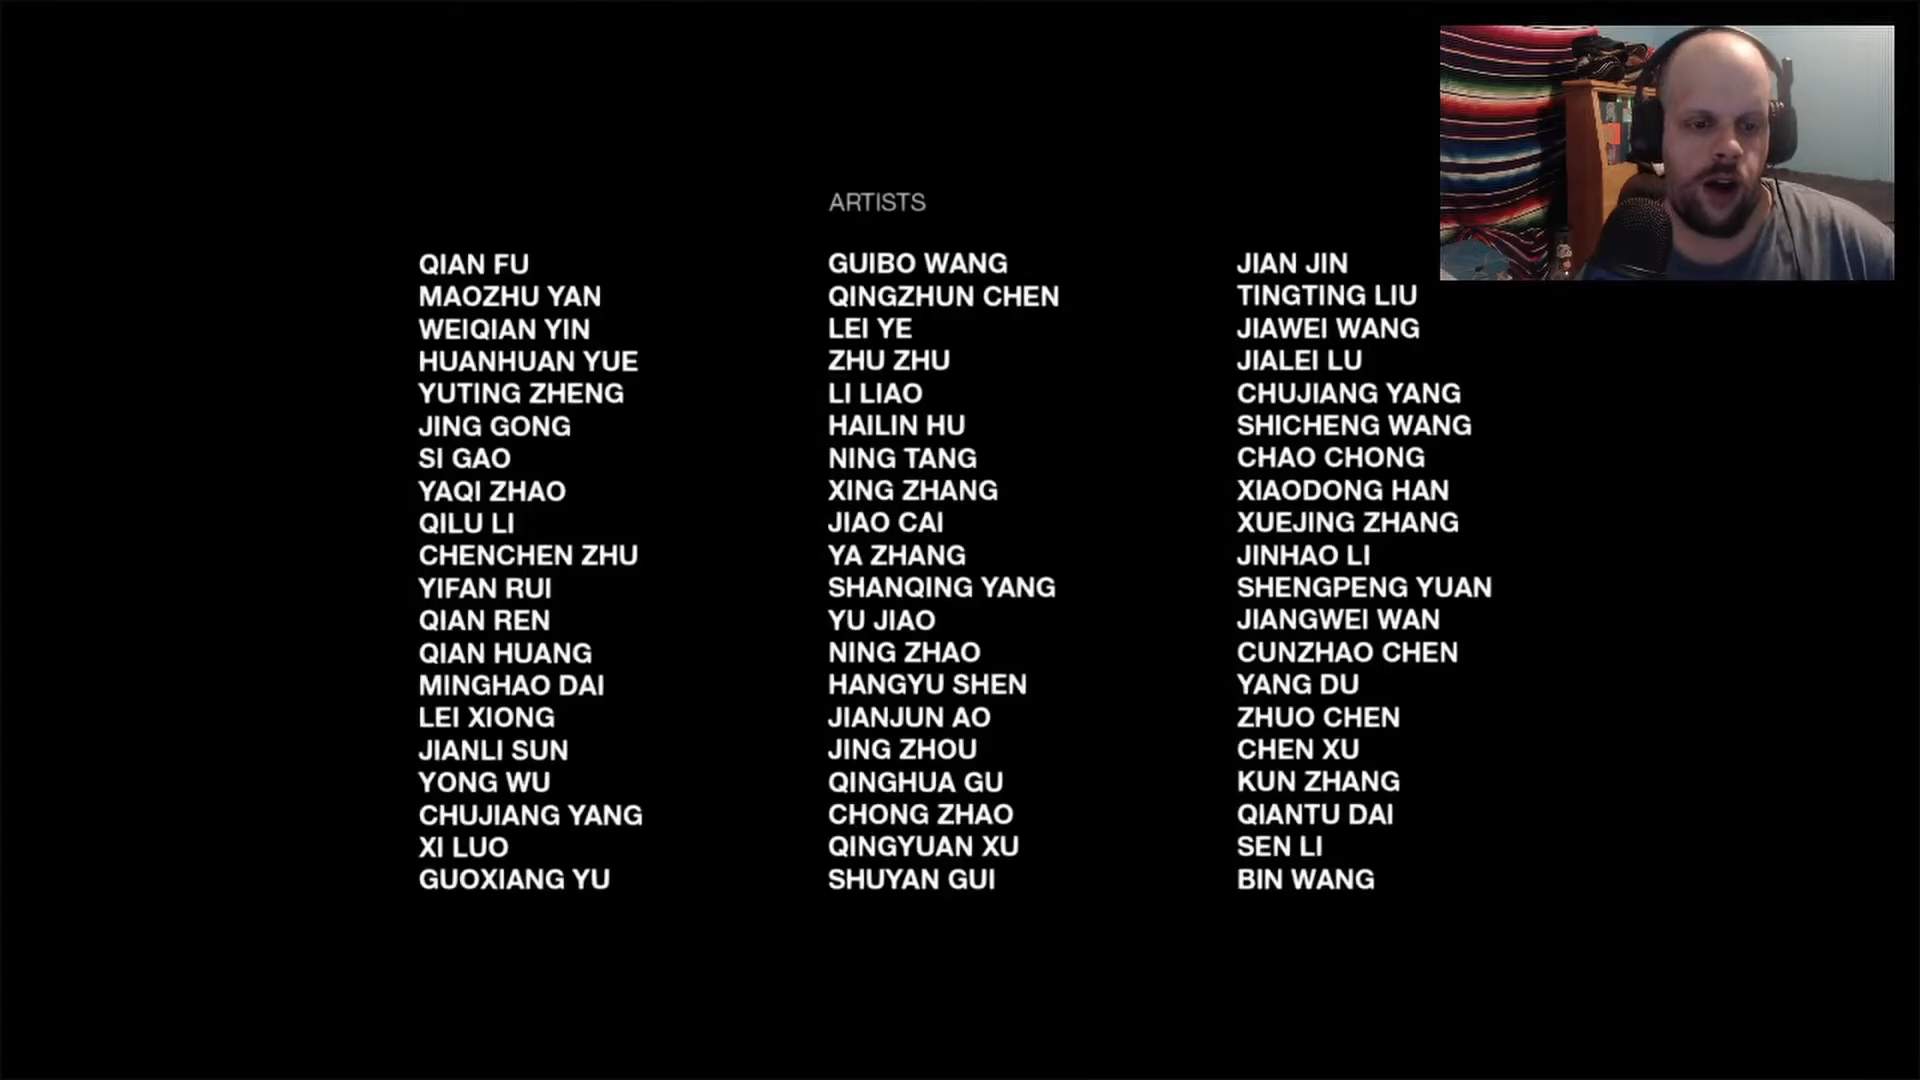 ARTISTS
QIAN FU
MAOZHU YAN
WEIQIAN YIN
HUANHUAN YUE
YUTING ZHENG
JING GONG
SI GAO
YAQI ZHAO
QILU LI
CHENCHEN ZHU
YIFAN RUI
QIAN REN
QIAN HUANG
MINGHAO DAI
LEI XIONG
JIANLI SUN
YONG WU
CHUJIANG YANG
XI LUO
GUOXIANG YU
GUIBO WANG
QINGZHUN CHEN
LEI YE
ZHU ZHU
LI LIAO
HAILIN HU
NING TANG
XING ZHANG
JIAO CAI
YA ZHANG
SHANQING YANG
YU JIAO
NING ZHAO
HANGYU SHEN
JIANJUN AO
JING ZHOU
QINGHUA GU
CHONG ZHAO
QINGYUAN XU
SHUYAN GUI
JIAN JIN
TINGTING LIU
JIAWEI WANG
JIALEI LU
CHUJIANG YANG
SHICHENG WANG
CHAO CHONG
XIAODONG HAN
XUEJING ZHANG
JINHAO LI
SHENGPENG YUAN
JIANGWEI WAN
CUNZHAO CHEN
YANG DU
ZHUO CHEN
CHEN XU
KUN ZHANG
QIANTU DAI
SEN LI
BIN WANG